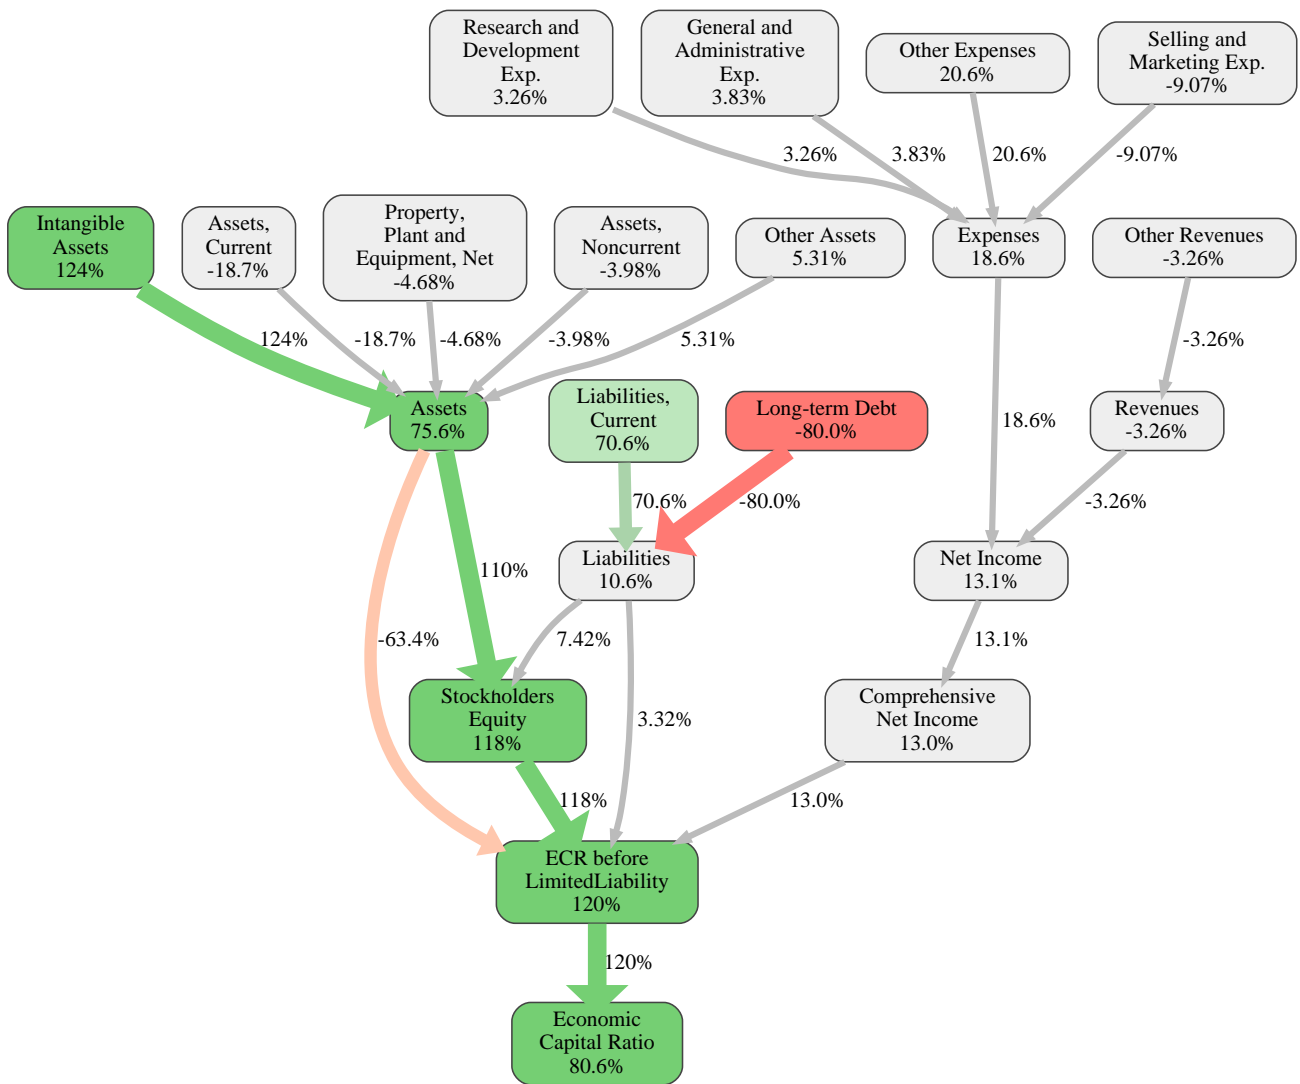 Research and
Development
Exp.
3.26%
General and
Administrative
Exp.
3.83%
Other Expenses
20.6%
Selling and
Marketing Exp.
-9.07%
3.26%
3.83%
20.6%
-9.07%
Intangible
Assets
124%
Assets,
Current
-18.7%
Property,
Plant and
Equipment, Net
-4.68%
Assets,
Noncurrent
-3.98%
Other Assets
5.31%
Expenses
18.6%
Other Revenues
-3.26%
124%
-18.7%
-4.68%
-3.98%
5.31%
-3.26%
Assets
75.6%
Liabilities,
Current
70.6%
Long-term Debt
-80.0%
18.6%
Revenues
-3.26%
70.6%
-80.0%
-3.26%
110%
Liabilities
10.6%
Net Income
13.1%
-63.4%
7.42%
13.1%
Stockholders
Equity
118%
3.32%
Comprehensive
Net Income
13.0%
118%
13.0%
ECR before
LimitedLiability
120%
120%
Economic
Capital Ratio
80.6%